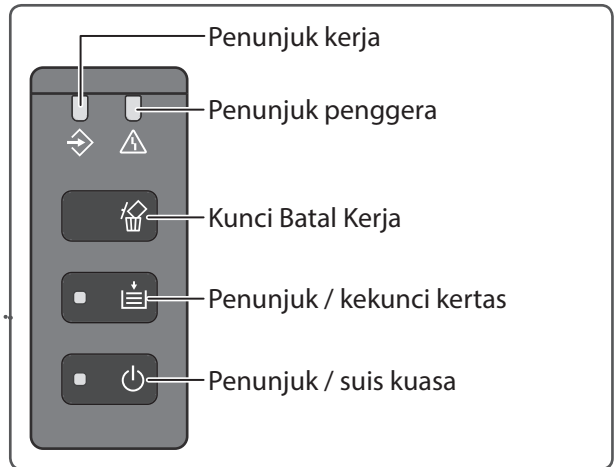 Penunjuk kerja
Penunjuk penggera
Kunci Batal Kerja
Penunjuk / kekunci kertas
Penunjuk / suis kuasa